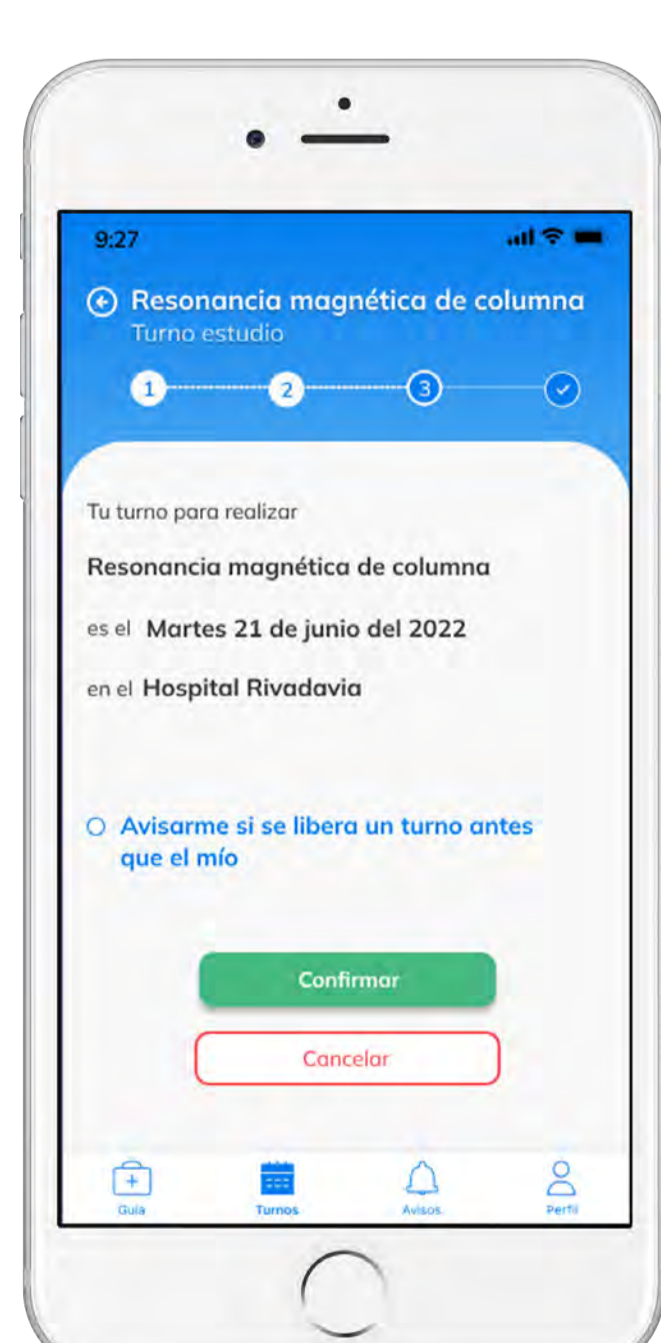 9:27
Resonancia magnética de columna
Turno estudio
1 2 3
Tu turno para realizar
Resonancia magnética de columna
es el Martes 21 de junio del 2022
en el Hospital Rivadavia
Avisarme si se libera un turno antes
que el mío
Confirmar
Cancelar
Guia Turnos Avisos Perfil